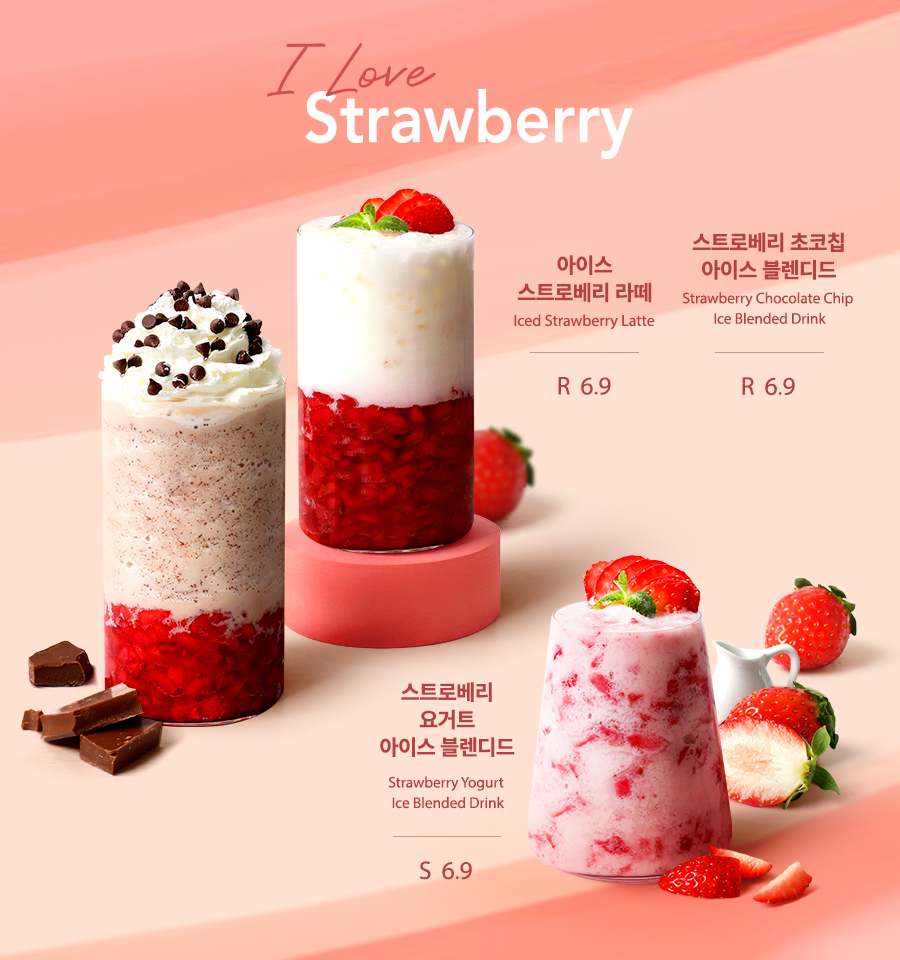 I Love
Strawberry
아이스
스트로베리 라떼
Iced Strawberry Latte
R 6.9
스트로베리 초코칩
아이스 블렌디드
Strawberry Chocolate Chip
Ice Blended Drink
R 6.9
스트로베리
요거트
아이스 블렌디드
Strawberry Yogurt
Ice Blended Drink
S 6.9